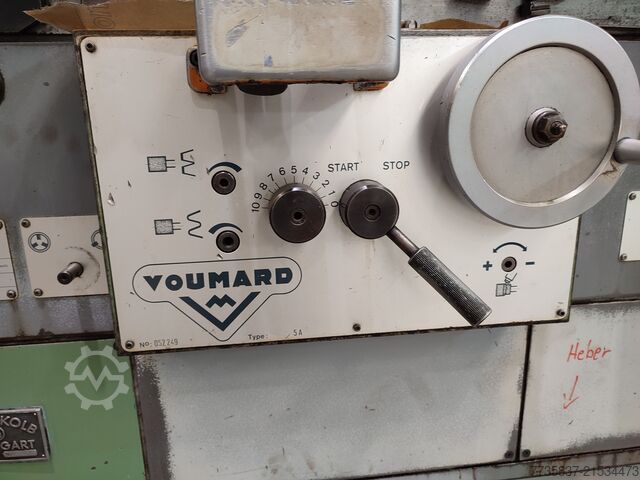 START STOP
10 9 8 7 6 5 4 3 2 1 0
+ -
VOUMARD
No: 052249 Type: 5A
Heber
KOLB
GART
7735837-21534473